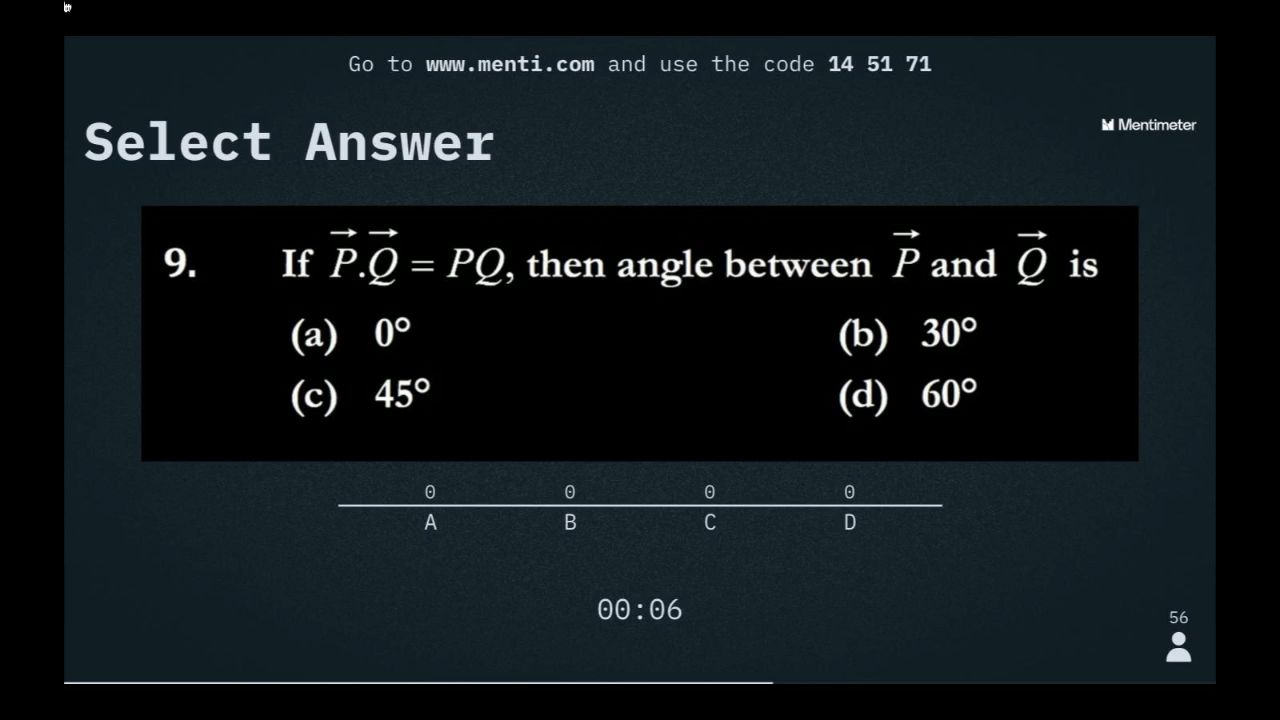 Go to www.menti.com and use the code 14 51 71
Mentimeter
Select Answer
9. If P⃗.Q⃗ = PQ, then angle between P⃗ and Q⃗ is
(a) 0° (b) 30°
(c) 45° (d) 60°
0 0 0 0
A B C D
00:06
56